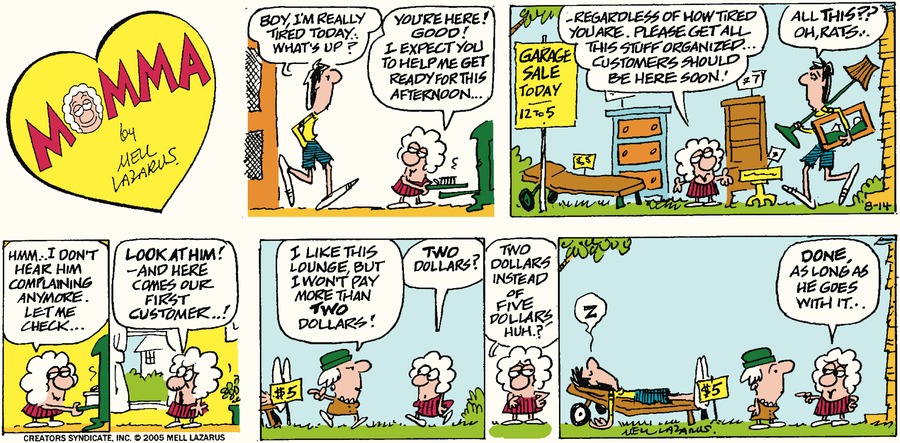 MOMMA
by
MELL
LAZARUS
BOY, I'M REALLY
TIRED TODAY..
WHAT'S UP?
YOU'RE HERE!
GOOD!
I EXPECT YOU
TO HELP ME GET
READY FOR THIS
AFTERNOON...
S
-REGARDLESS OF HOW TIRED
YOU ARE. PLEASE GET ALL
THIS STUFF ORGANIZED...
CUSTOMERS SHOULD
BE HERE SOON!
ALL THIS??
OH, RATS...
GARAGE
SALE
TODAY
12 TO 5
$5
$7
8-14
HMM... I DON'T
HEAR HIM
COMPLAINING
ANYMORE.
LET ME
CHECK...
LOOK AT HIM!
-AND HERE
COMES OUR
FIRST
CUSTOMER..!
I LIKE THIS
LOUNGE, BUT
I WON'T PAY
MORE THAN
TWO
DOLLARS!
TWO
DOLLARS?
$5
TWO
DOLLARS
INSTEAD
OF
FIVE
DOLLARS
HUH.?
Z
DONE,
AS LONG AS
HE GOES
WITH IT...
$5
MELL LAZARUS
CREATORS SYNDICATE, INC. © 2005 MELL LAZARUS